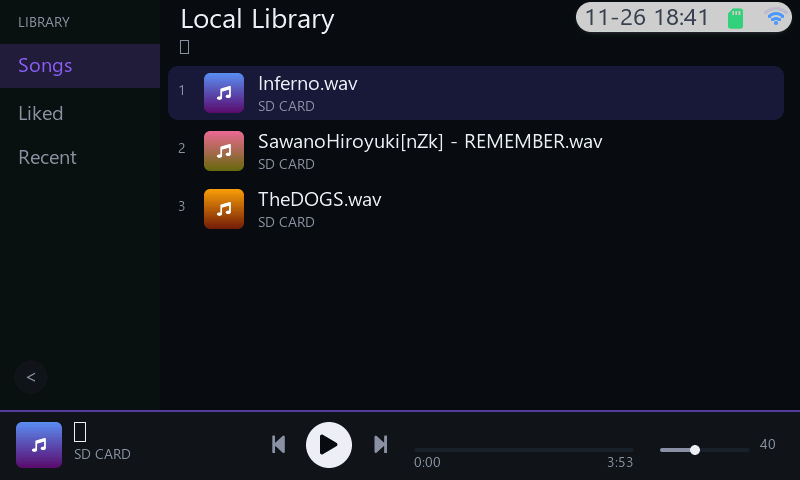 LIBRARY
Songs
Liked
Recent
<
Local Library
11-26 18:41
1
Inferno.wav
SD CARD
2
SawanoHiroyuki[nZk] - REMEMBER.wav
SD CARD
3
TheDOGS.wav
SD CARD
SD CARD
0:00
3:53
40